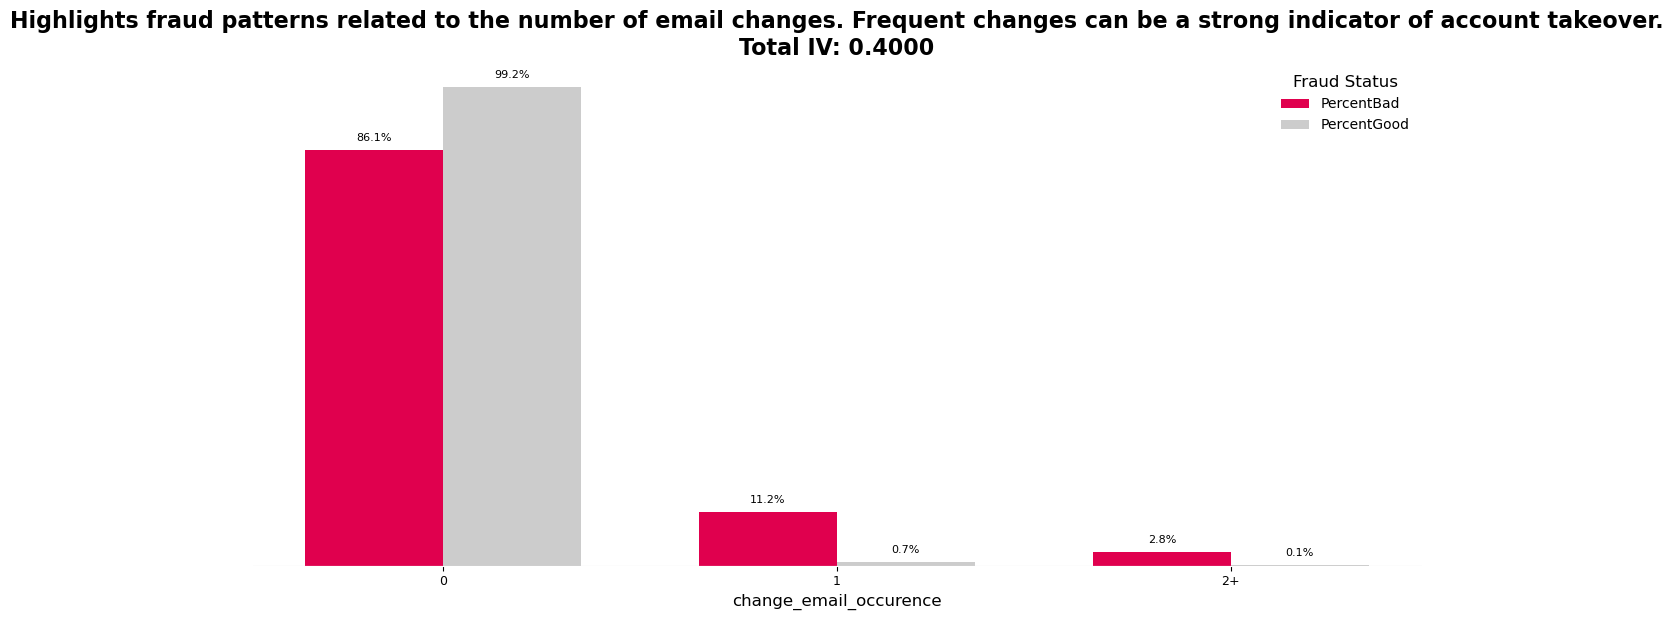 Highlights fraud patterns related to the number of email changes. Frequent changes can be a strong indicator of account takeover.
Total IV: 0.4000
Fraud Status
PercentBad
PercentGood
86.1%
99.2%
11.2%
0.7%
2.8%
0.1%
0
1
2+
change_email_occurence